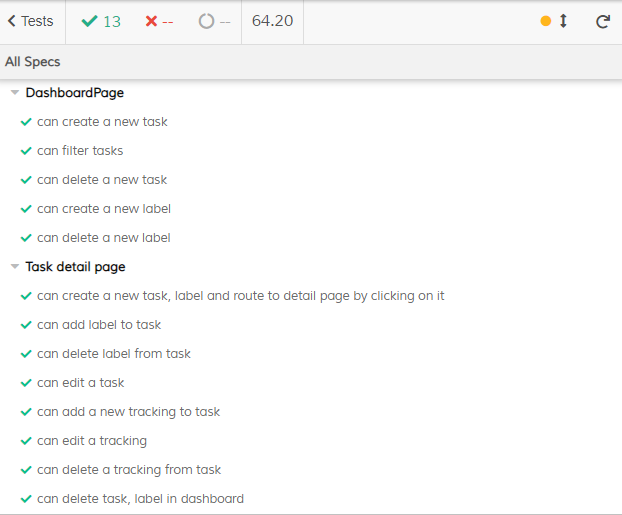 Tests 13 -- -- 64.20
All Specs
DashboardPage
can create a new task
can filter tasks
can delete a new task
can create a new label
can delete a new label
Task detail page
can create a new task, label and route to detail page by clicking on it
can add label to task
can delete label from task
can edit a task
can add a new tracking to task
can edit a tracking
can delete a tracking from task
can delete task, label in dashboard